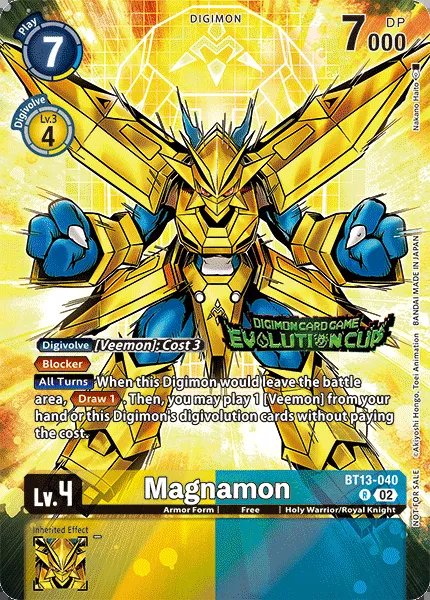 DIGIMON
Play
7
7000
DP
Nakano Haito
Digivolve
Lv.3
4
DIGIMON CARD GAME
EVOLUTION CUP
Digivolve [Veemon]: Cost 3
Blocker
All Turns When this Digimon would leave the battle
area, Draw 1. Then, you may play 1 [Veemon] from your
hand or this Digimon's digivolution cards without paying
the cost.
©Akiyoshi Hongo, Toei Animation BANDAI MADE IN JAPAN
NOT FOR SALE
Lv.4
Magnamon
BT13-040
R 02
Armor Form | Free | Holy Warrior/Royal Knight
Inherited Effect
-